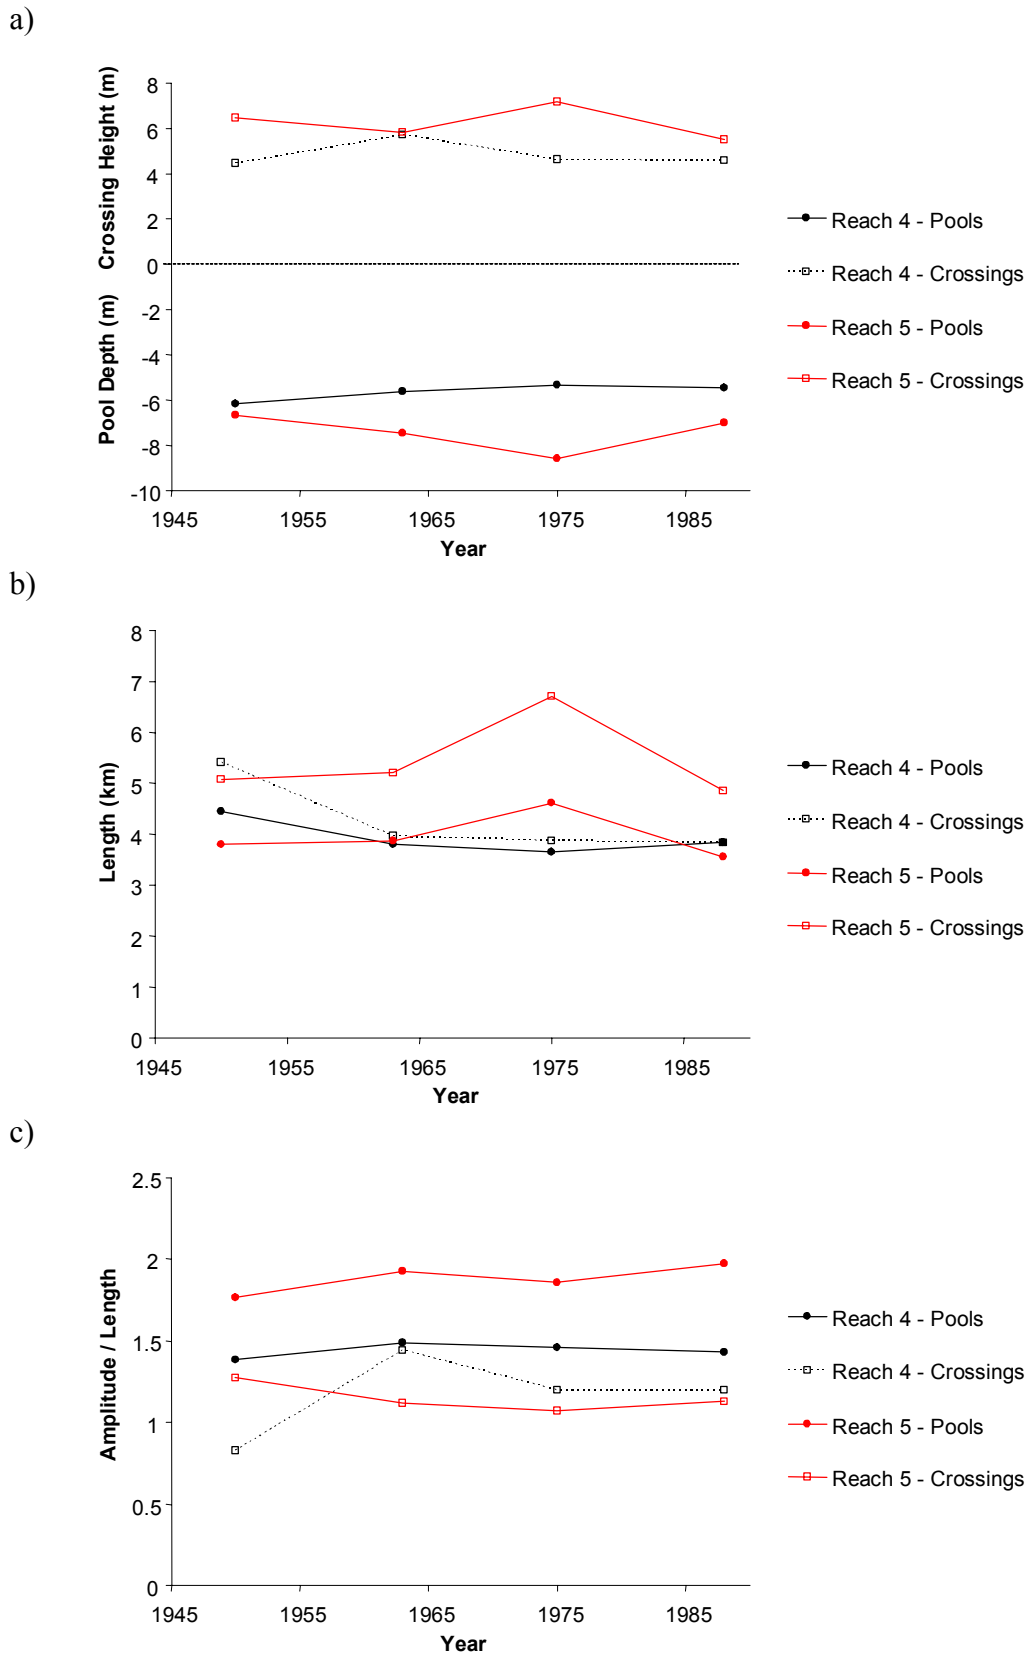 a)
8
6
4
2
0
-2
-4
-6
-8
-10
Crossing Height (m)
Pool Depth (m)
1945 1955 1965 1975 1985
Year
Reach 4 - Pools
Reach 4 - Crossings
Reach 5 - Pools
Reach 5 - Crossings
b)
8
7
6
5
4
3
2
1
0
Length (km)
1945 1955 1965 1975 1985
Year
Reach 4 - Pools
Reach 4 - Crossings
Reach 5 - Pools
Reach 5 - Crossings
c)
2.5
2
1.5
1
0.5
0
Amplitude / Length
1945 1955 1965 1975 1985
Year
Reach 4 - Pools
Reach 4 - Crossings
Reach 5 - Pools
Reach 5 - Crossings